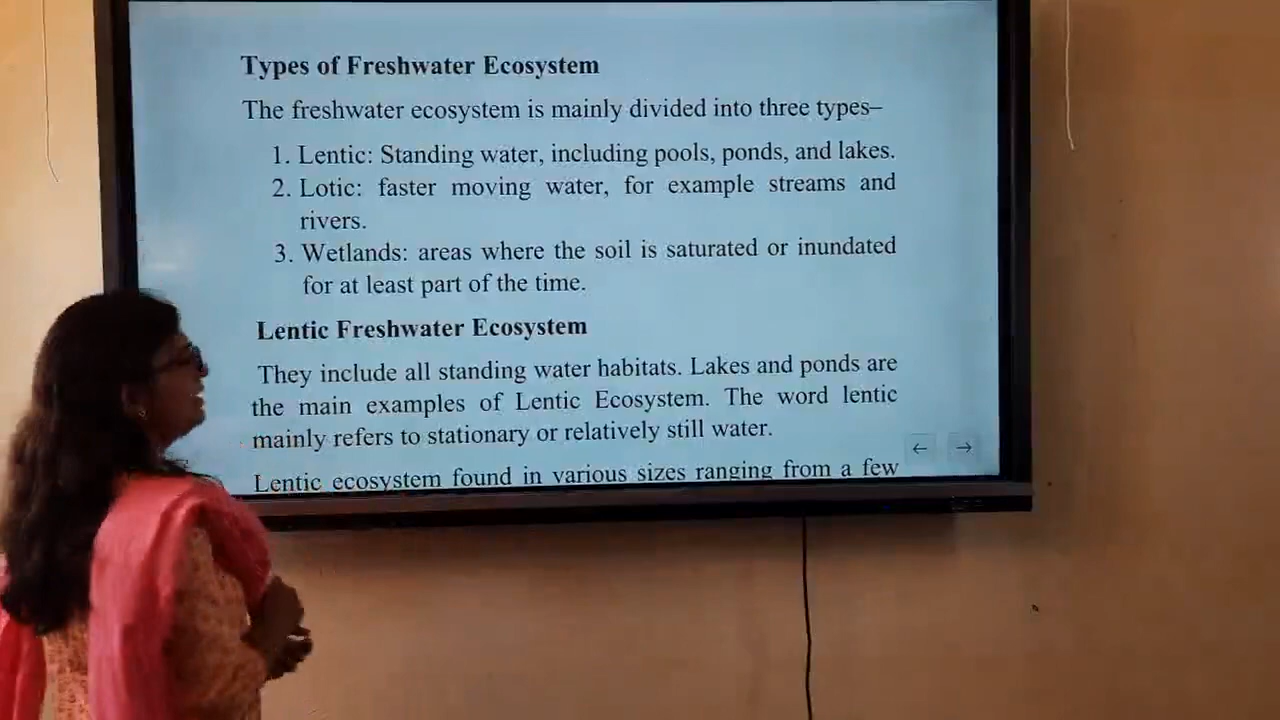 Types of Freshwater Ecosystem
The freshwater ecosystem is mainly divided into three types–
1. Lentic: Standing water, including pools, ponds, and lakes.
2. Lotic: faster moving water, for example streams and
rivers.
3. Wetlands: areas where the soil is saturated or inundated
for at least part of the time.
Lentic Freshwater Ecosystem
They include all standing water habitats. Lakes and ponds are
the main examples of Lentic Ecosystem. The word lentic
mainly refers to stationary or relatively still water.
Lentic ecosystem found in various sizes ranging from a few